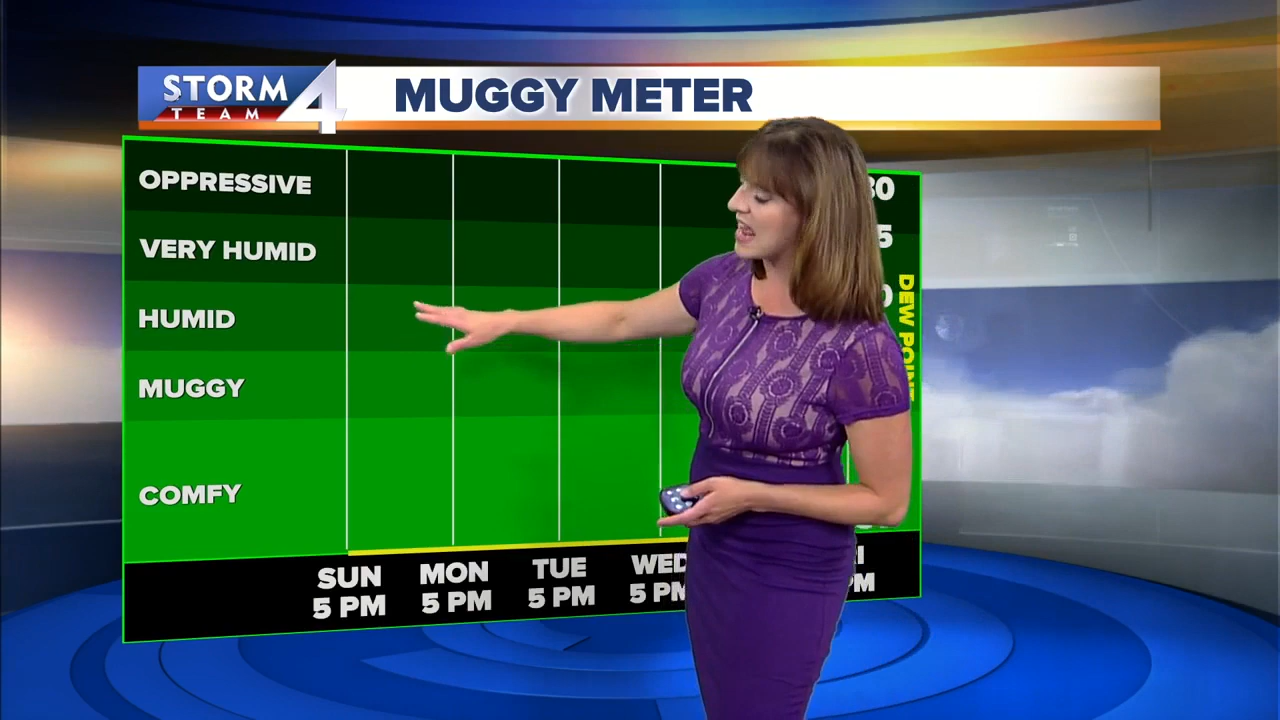 STORM
TEAM
4
MUGGY METER
OPPRESSIVE
VERY HUMID
HUMID
MUGGY
COMFY
DEW POINT
SUN
5 PM
MON
5 PM
TUE
5 PM
WED
5 PM
PM